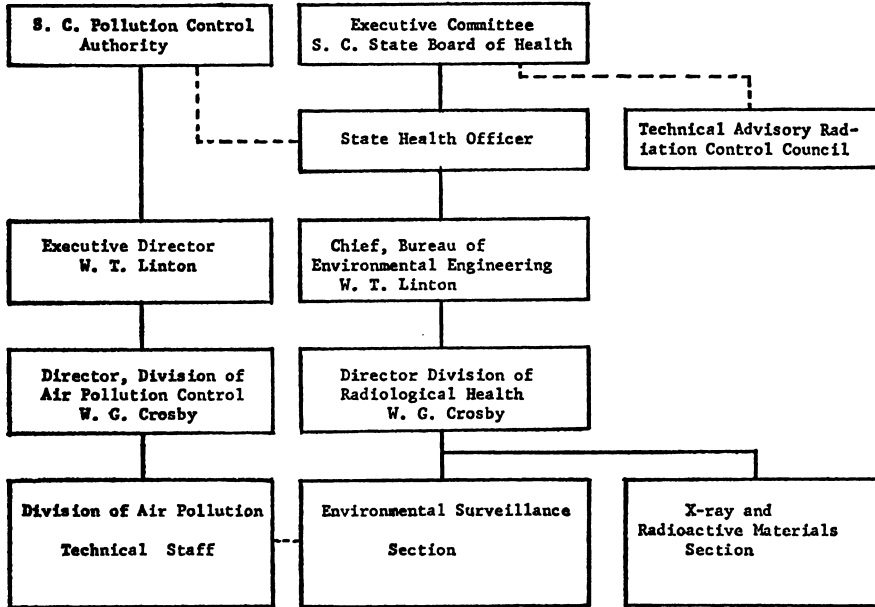 S. C. Pollution Control
Authority
Executive Committee
S. C. State Board of Health
State Health Officer
Technical Advisory Rad-
iation Control Council
Executive Director
W. T. Linton
Chief, Bureau of
Environmental Engineering
W. T. Linton
Director, Division of
Air Pollution Control
W. G. Crosby
Director Division of
Radiological Health
W. G. Crosby
Division of Air Pollution
Technical Staff
Environmental Surveillance
Section
X-ray and
Radioactive Materials
Section